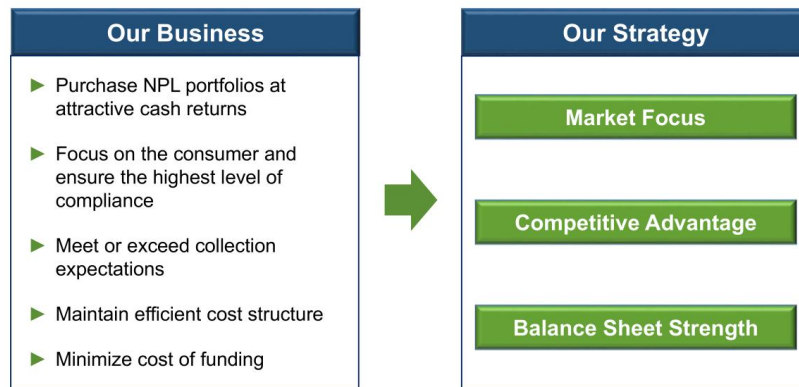 Our Business
Purchase NPL portfolios at
attractive cash returns
Focus on the consumer and
ensure the highest level of
compliance
Meet or exceed collection
expectations
Maintain efficient cost structure
Minimize cost of funding
Our Strategy
Market Focus
Competitive Advantage
Balance Sheet Strength